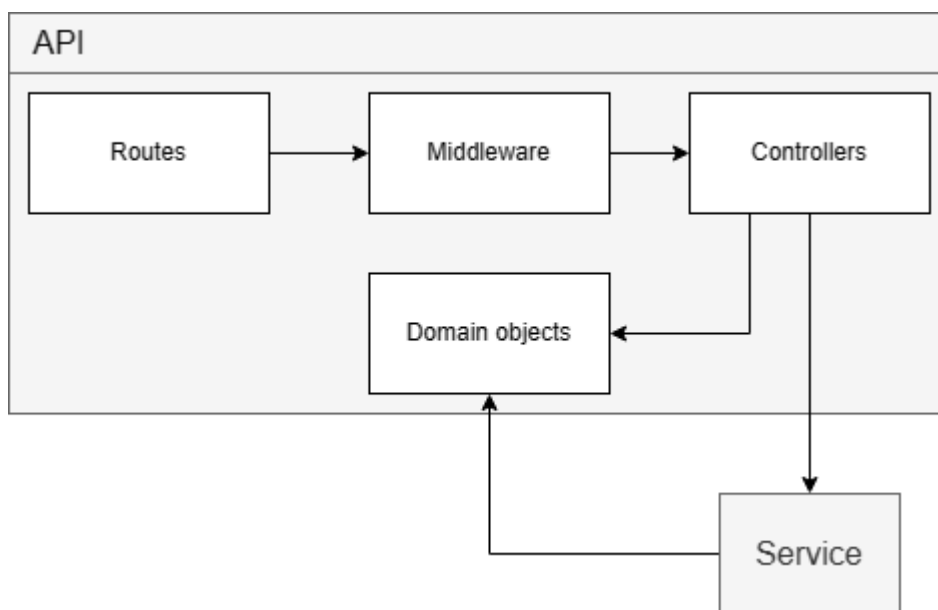 API
Routes
Middleware
Controllers
Domain objects
Service